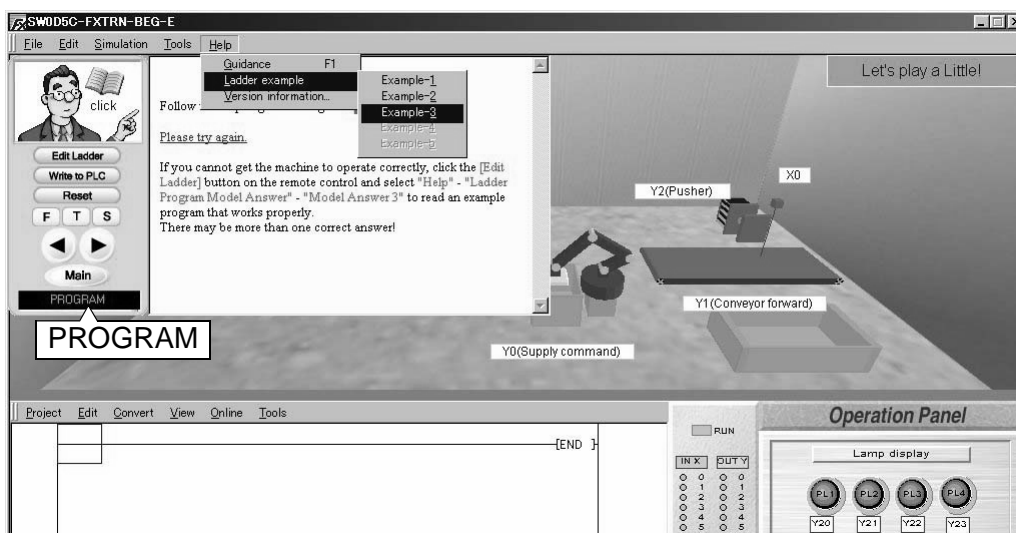 SW0D5C-FXTRN-BEG-E
File Edit Simulation Tools Help
Guidance F1
Ladder example
Version information...
Example-1
Example-2
Example-3
Example-4
Example-5
click
Edit Ladder
Write to PLC
Reset
F T S
Main
PROGRAM
PROGRAM
Follow
Please try again.
If you cannot get the machine to operate correctly, click the [Edit
Ladder] button on the remote control and select "Help" - "Ladder
Program Model Answer" - "Model Answer 3" to read an example
program that works properly.
There may be more than one correct answer!
Let's play a Little!
X0
Y2(Pusher)
Y1(Conveyor forward)
Y0(Supply command)
Project Edit Convert View Online Tools
[END ]
RUN
IN X OUT Y
0 0
1 1
2 2
3 3
4 4
5 5
Operation Panel
Lamp display
PL1 PL2 PL3 PL4
Y20 Y21 Y22 Y23